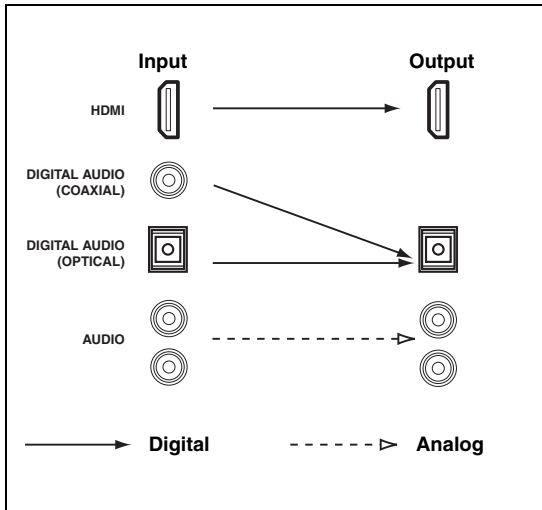 Input Output
HDMI
DIGITAL AUDIO
(COAXIAL)
DIGITAL AUDIO
(OPTICAL)
AUDIO
Digital Analog